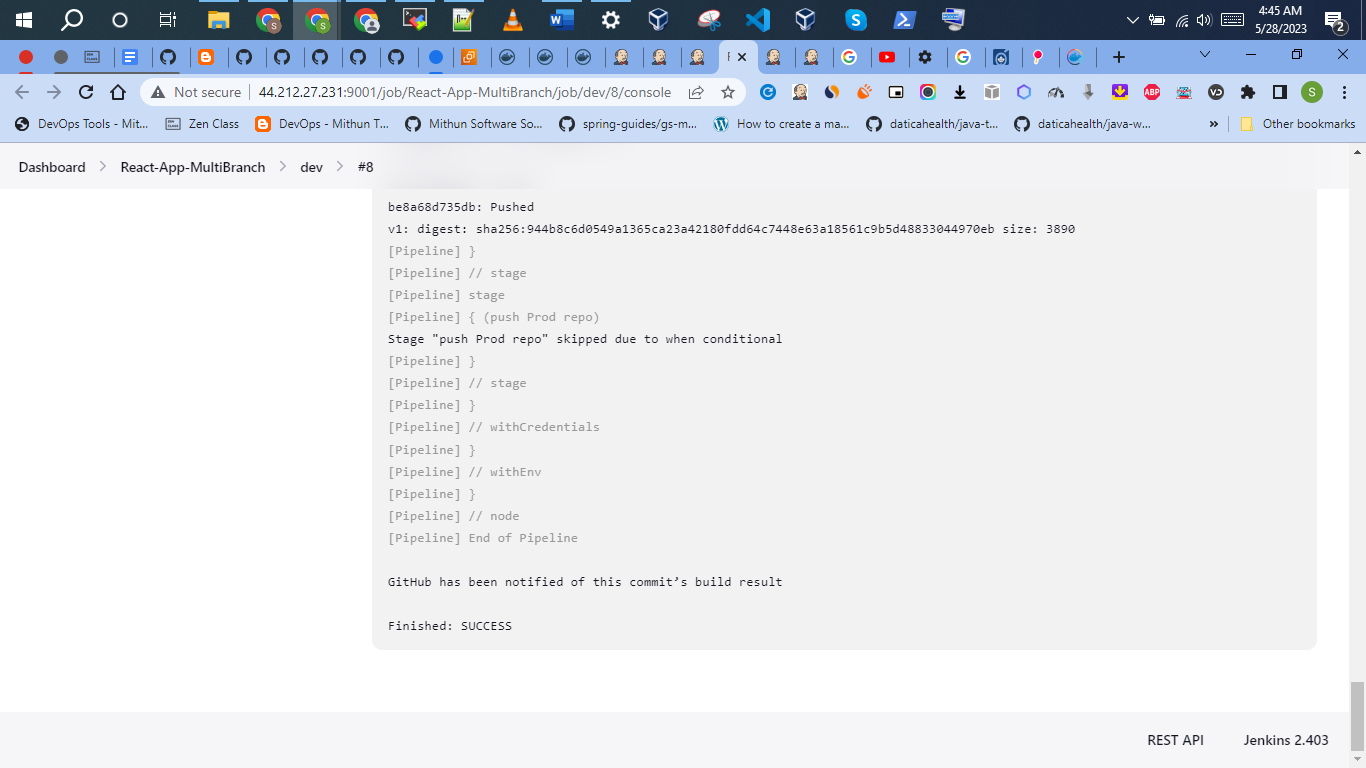 4:45 AM
5/28/2023
2
Not secure
44.212.27.231:9001/job/React-App-MultiBranch/job/dev/8/console
ABP
S
DevOps Tools - Mit...
Zen Class
DevOps - Mithun T...
Mithun Software So...
spring-guides/gs-m...
How to create a ma...
daticahealth/java-t...
daticahealth/java-w...
»
Other bookmarks
Dashboard
React-App-MultiBranch
dev
#8
be8a68d735db: Pushed
v1: digest: sha256:944b8c6d0549a1365ca23a42180fdd64c7448e63a18561c9b5d48833044970eb size: 3890
[Pipeline] }
[Pipeline] // stage
[Pipeline] stage
[Pipeline] { (push Prod repo)
Stage "push Prod repo" skipped due to when conditional
[Pipeline] }
[Pipeline] // stage
[Pipeline] }
[Pipeline] // withCredentials
[Pipeline] }
[Pipeline] // withEnv
[Pipeline] }
[Pipeline] // node
[Pipeline] End of Pipeline
GitHub has been notified of this commit’s build result
Finished: SUCCESS
REST API
Jenkins 2.403